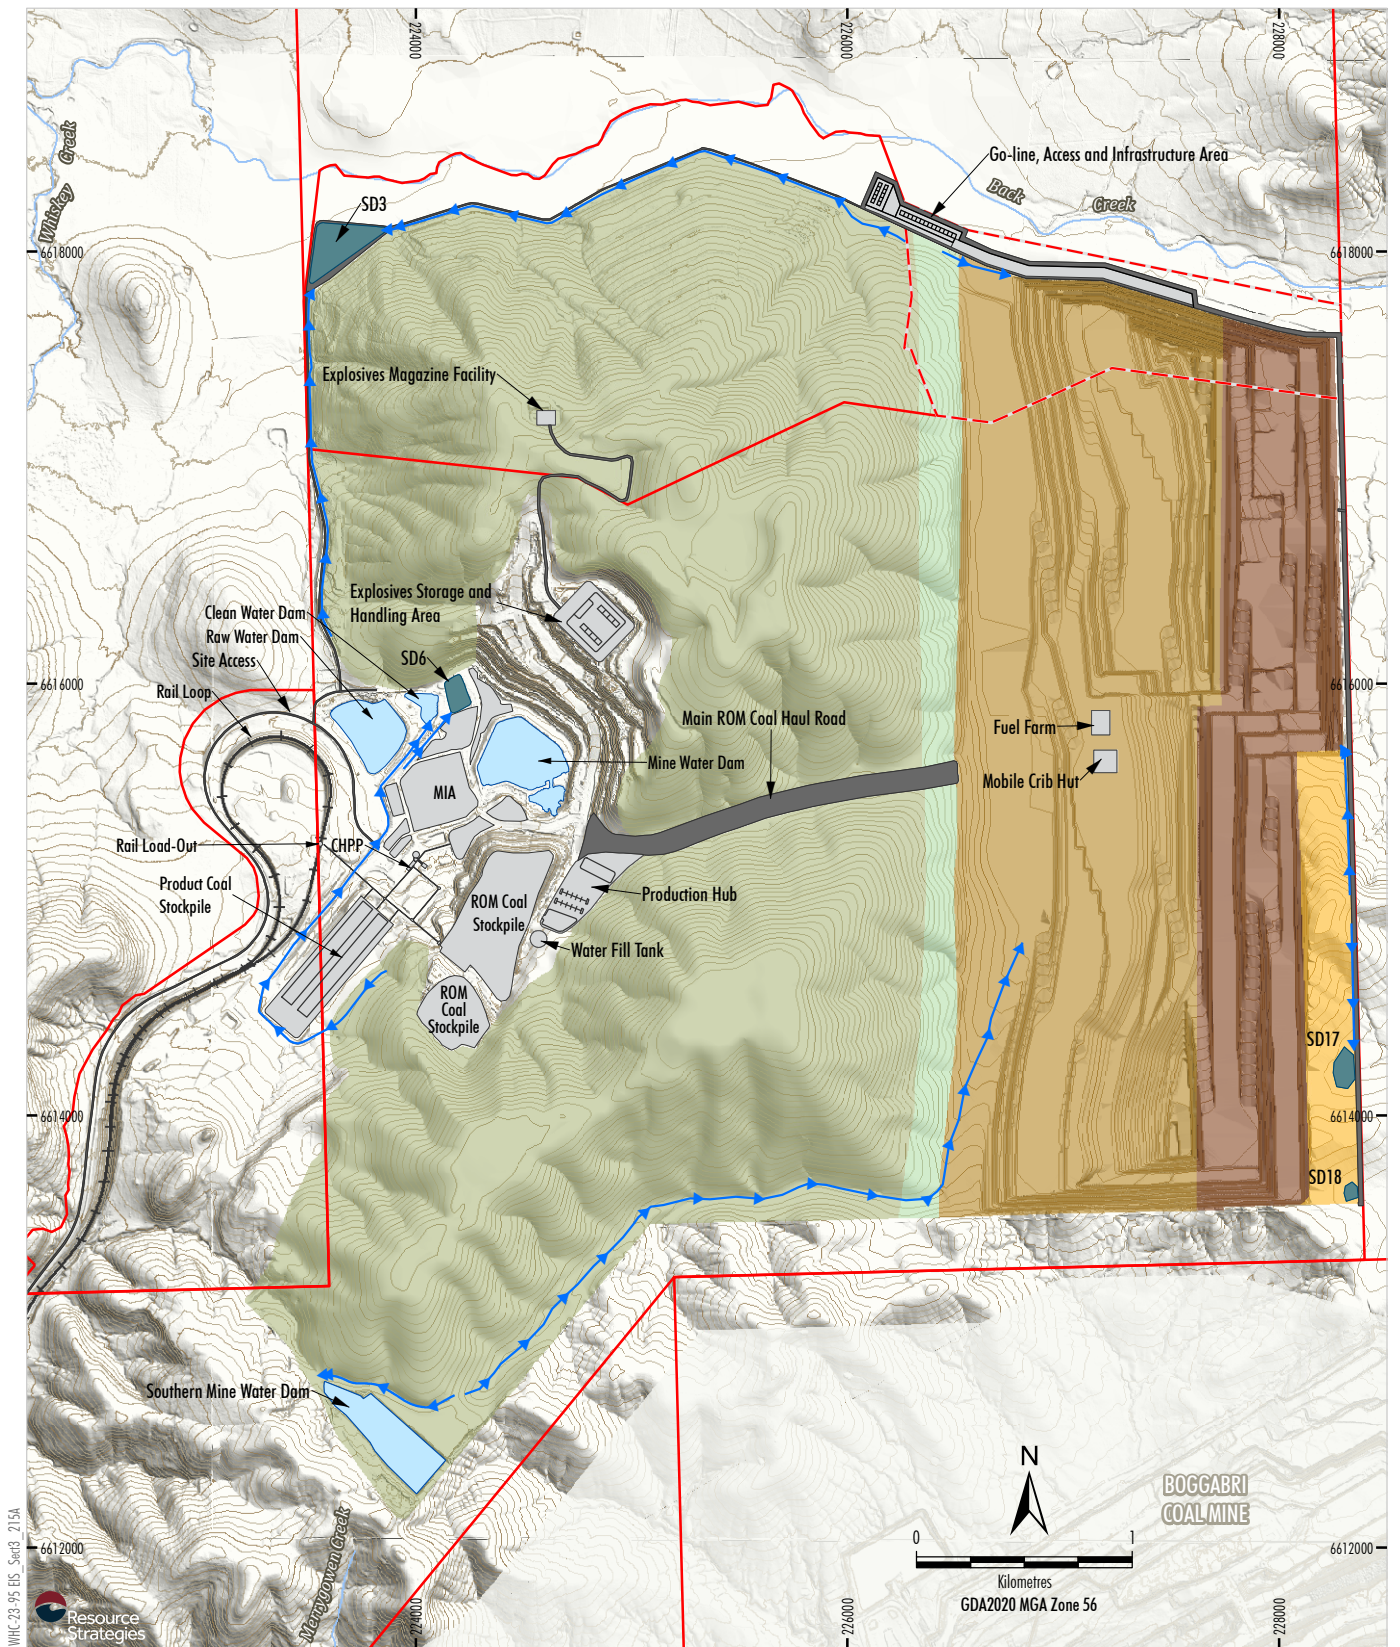 224000
226000
228000
Whiskey
Creek
Go-line, Access and Infrastructure Area
Back
Creek
SD3
6618000
6618000
Explosives Magazine Facility
Explosives Storage and
Handling Area
Clean Water Dam
Raw Water Dam
Site Access
SD6
Rail Loop
6616000
6616000
Main ROM Coal Haul Road
Fuel Farm
Mine Water Dam
Mobile Crib Hut
MIA
Rail Load-Out
CHPP
Product Coal
Stockpile
ROM Coal
Stockpile
Production Hub
Water Fill Tank
ROM
Coal
Stockpile
SD17
6614000
6614000
SD18
Southern Mine Water Dam
N
BOGGABRI
COAL MINE
0
1
Kilometres
GDA2020 MGA Zone 56
6612000
6612000
Merrygowen Creek
WHC-23-95 EIS_Sect3_215A
Resource
Strategies
224000
226000
228000